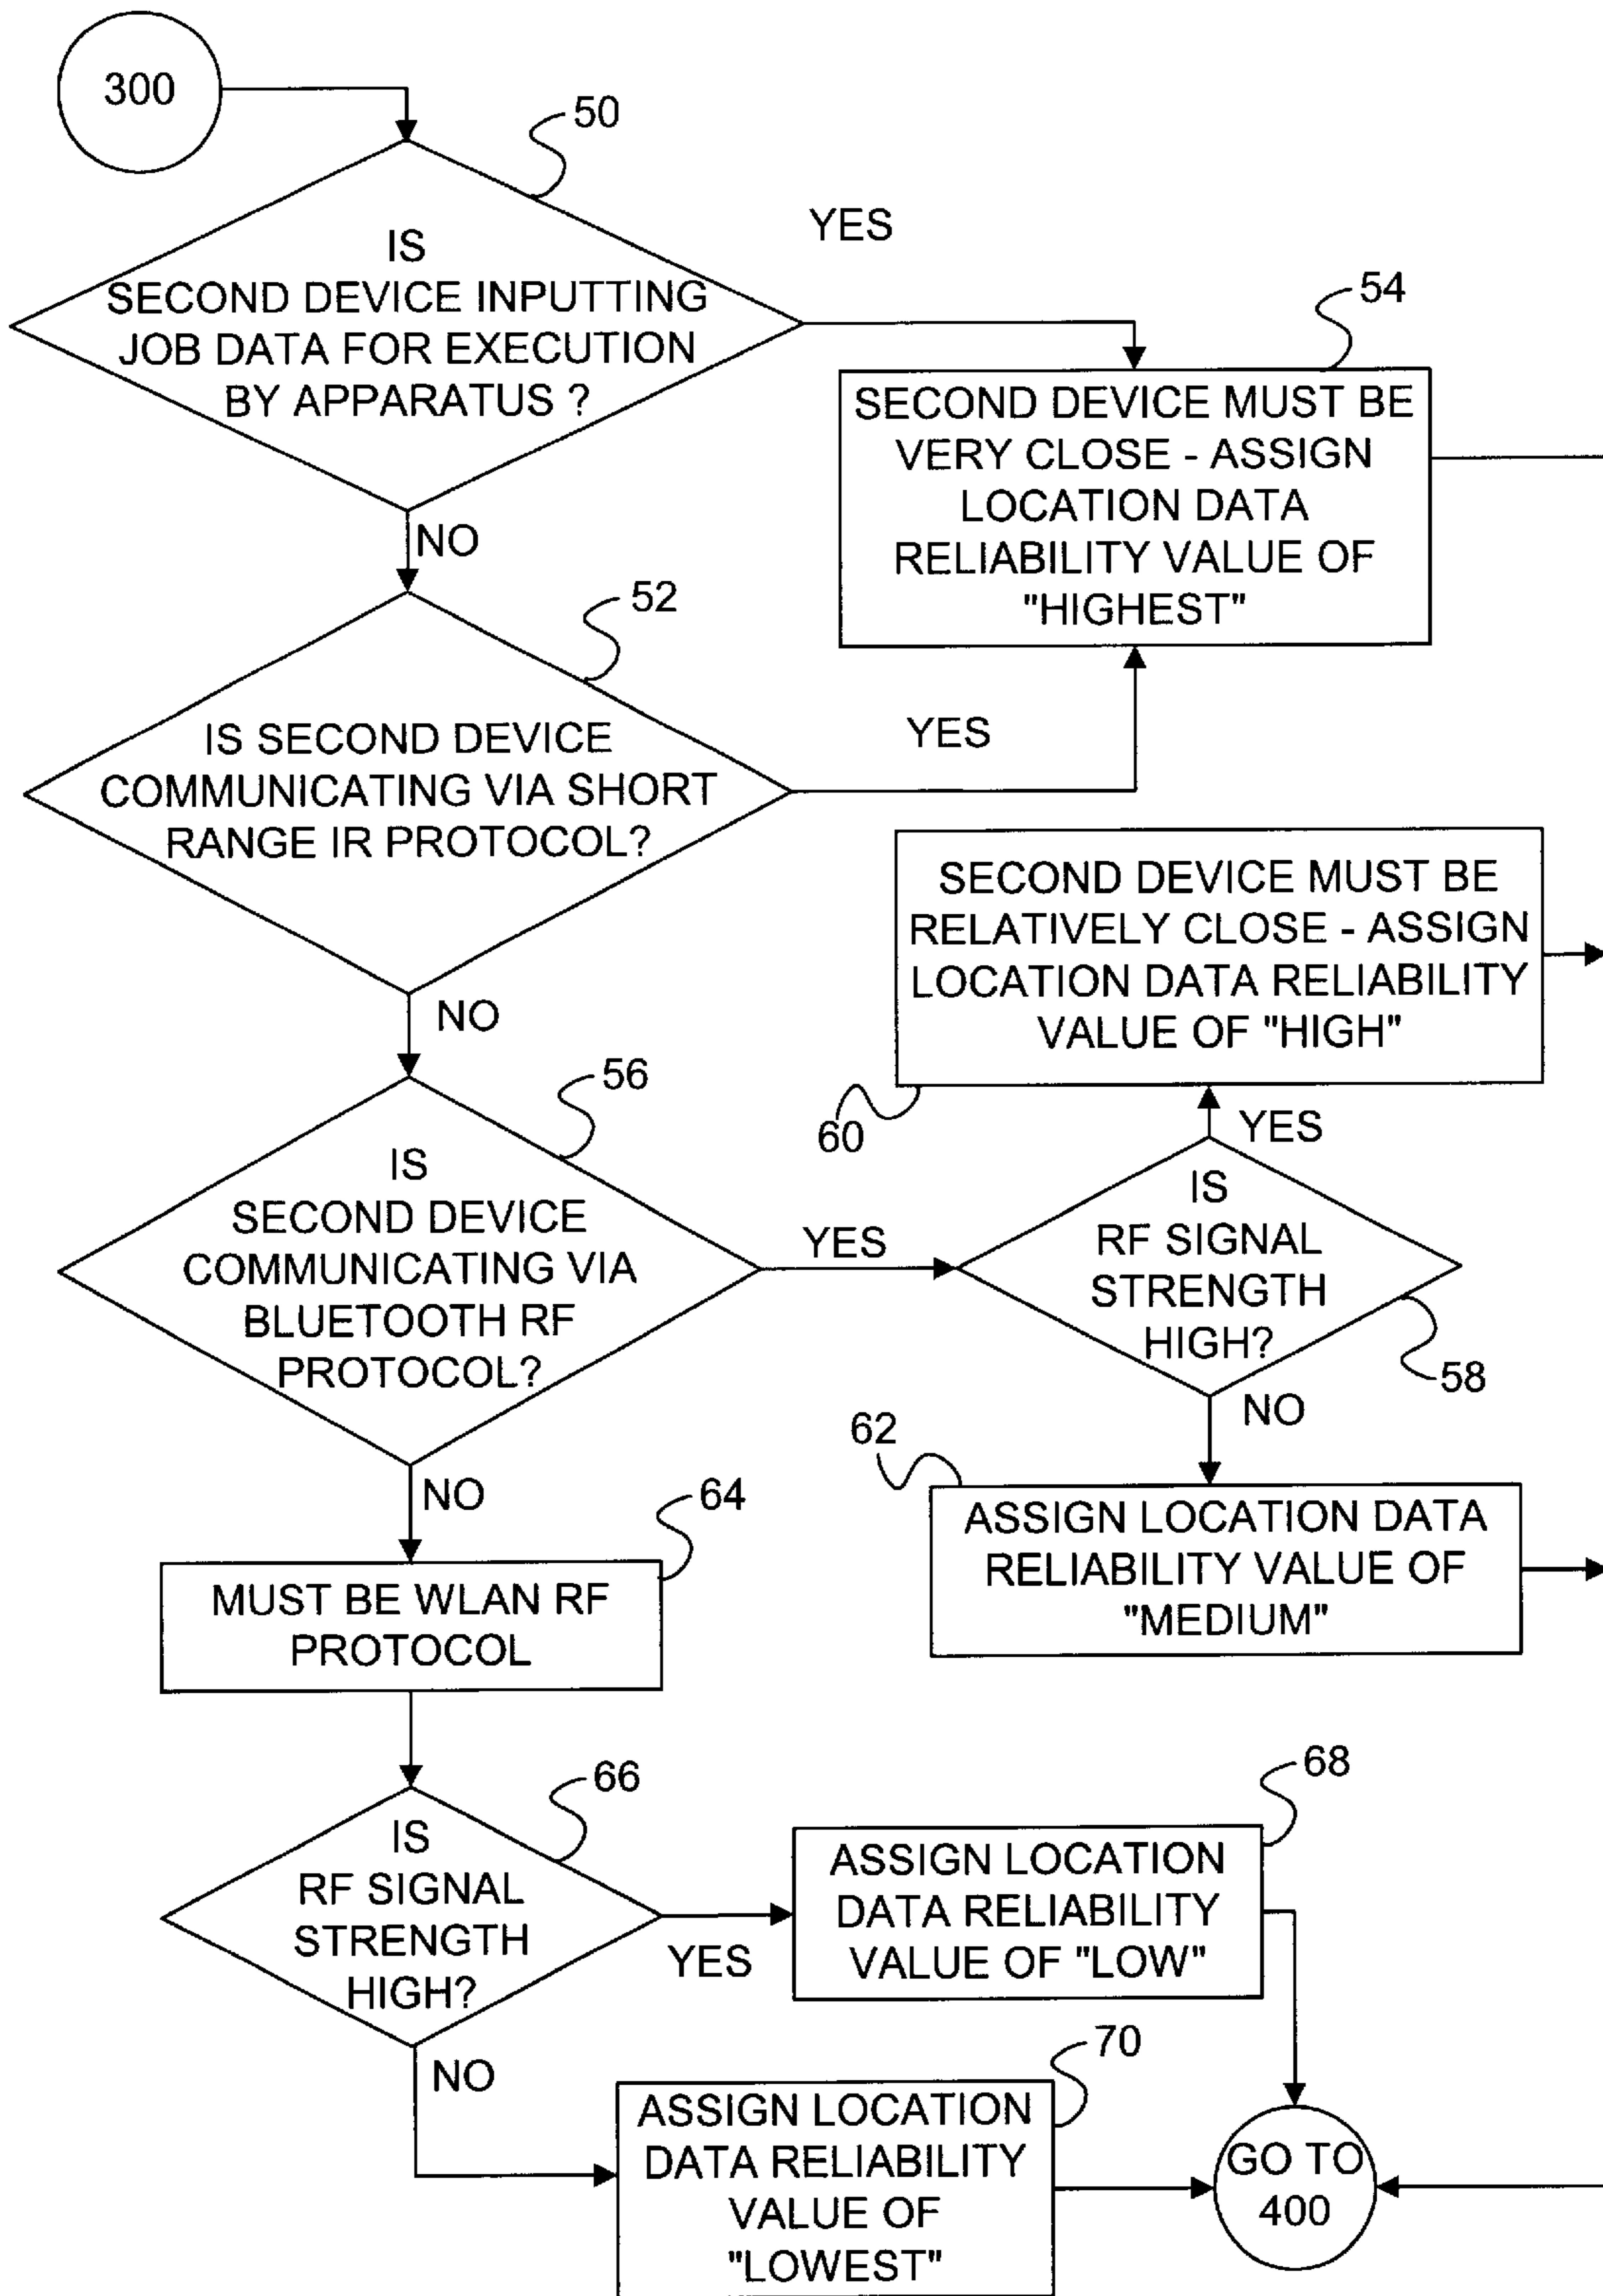 300
50
IS
SECOND DEVICE INPUTTING
JOB DATA FOR EXECUTION
BY APPARATUS ?
YES
NO
54
SECOND DEVICE MUST BE
VERY CLOSE - ASSIGN
LOCATION DATA
RELIABILITY VALUE OF
"HIGHEST"
52
IS SECOND DEVICE
COMMUNICATING VIA SHORT
RANGE IR PROTOCOL?
YES
NO
SECOND DEVICE MUST BE
RELATIVELY CLOSE - ASSIGN
LOCATION DATA RELIABILITY
VALUE OF "HIGH"
60
YES
56
IS
SECOND DEVICE
COMMUNICATING VIA
BLUETOOTH RF
PROTOCOL?
YES
NO
IS
RF SIGNAL
STRENGTH
HIGH?
58
NO
62
ASSIGN LOCATION DATA
RELIABILITY VALUE OF
"MEDIUM"
64
MUST BE WLAN RF
PROTOCOL
66
IS
RF SIGNAL
STRENGTH
HIGH?
YES
NO
68
ASSIGN LOCATION
DATA RELIABILITY
VALUE OF "LOW"
70
ASSIGN LOCATION
DATA RELIABILITY
VALUE OF
"LOWEST"
GO TO
400